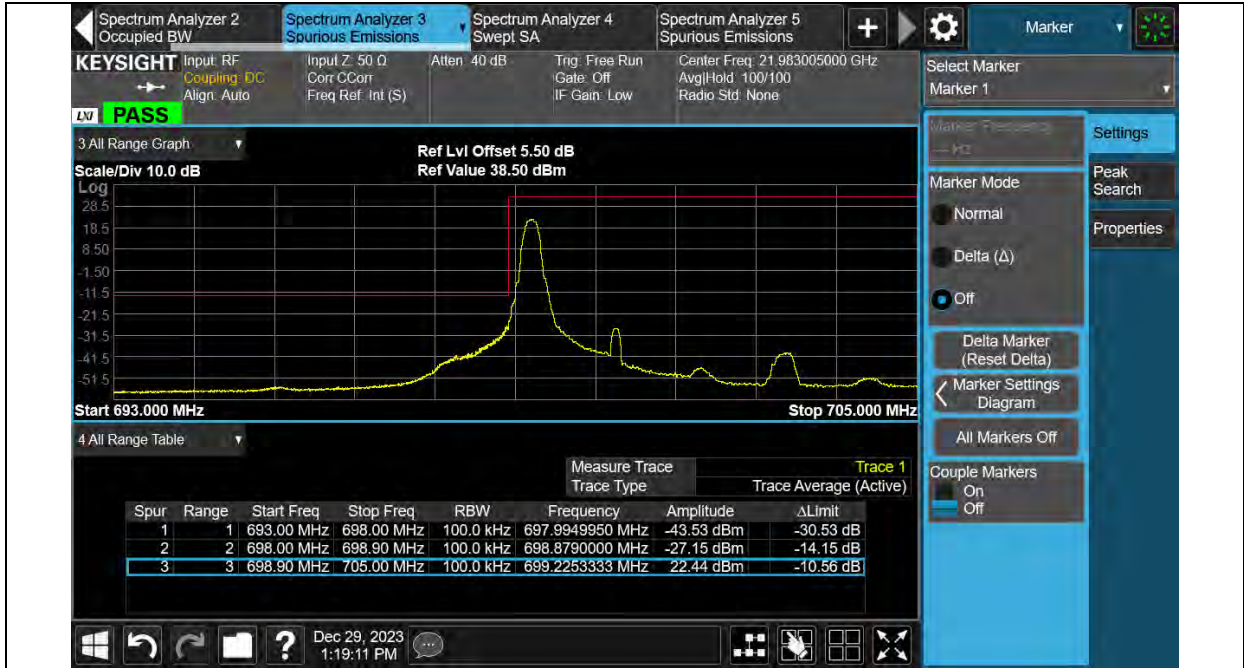 Spectrum Analyzer 2
Occupied BW
Spectrum Analyzer 3
Spurious Emissions
Spectrum Analyzer 4
Swept SA
Spectrum Analyzer 5
Spurious Emissions
+
Marker
KEYSIGHT
Input: RF
Coupling: DC
Align: Auto
Input Z: 50 Ω
Corr CCorr
Freq Ref: Int (S)
Atten: 40 dB
Trig: Free Run
Gate: Off
IF Gain: Low
Center Freq: 21.983005000 GHz
Avg|Hold: 100/100
Radio Std: None
LXI PASS
Select Marker
Marker 1
Marker Frequency
--- Hz
Settings
Peak
Search
Properties
Marker Mode
Normal
Delta (Δ)
Off
Delta Marker
(Reset Delta)
Marker Settings
Diagram
All Markers Off
Couple Markers
On
Off
3 All Range Graph
Ref Lvl Offset 5.50 dB
Scale/Div 10.0 dB
Ref Value 38.50 dBm
Log
28.5
18.5
8.50
-1.50
-11.5
-21.5
-31.5
-41.5
-51.5
Start 693.000 MHz
Stop 705.000 MHz
4 All Range Table
Measure Trace Trace 1
Trace Type Trace Average (Active)
Spur Range Start Freq Stop Freq RBW Frequency Amplitude ΔLimit
1 1 693.00 MHz 698.00 MHz 100.0 kHz 697.9949950 MHz -43.53 dBm -30.53 dB
2 2 698.00 MHz 698.90 MHz 100.0 kHz 698.8790000 MHz -27.15 dBm -14.15 dB
3 3 698.90 MHz 705.00 MHz 100.0 kHz 699.2253333 MHz 22.44 dBm -10.56 dB
?
Dec 29, 2023
1:19:11 PM